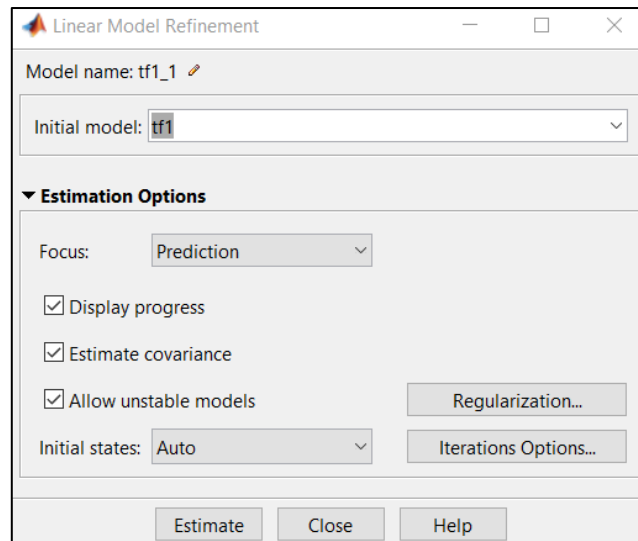 Linear Model Refinement
Model name: tf1_1
Initial model: tf1
Estimation Options
Focus: Prediction
Display progress
Estimate covariance
Allow unstable models Regularization...
Initial states: Auto Iterations Options...
Estimate Close Help